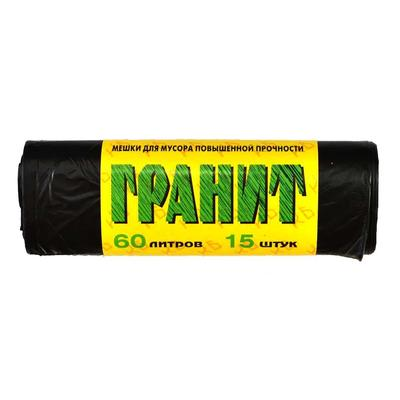 МЕШКИ ДЛЯ МУСОРА ПОВЫШЕННОЙ ПРОЧНОСТИ
ГРАНИТ
60 ЛИТРОВ 15 ШТУК